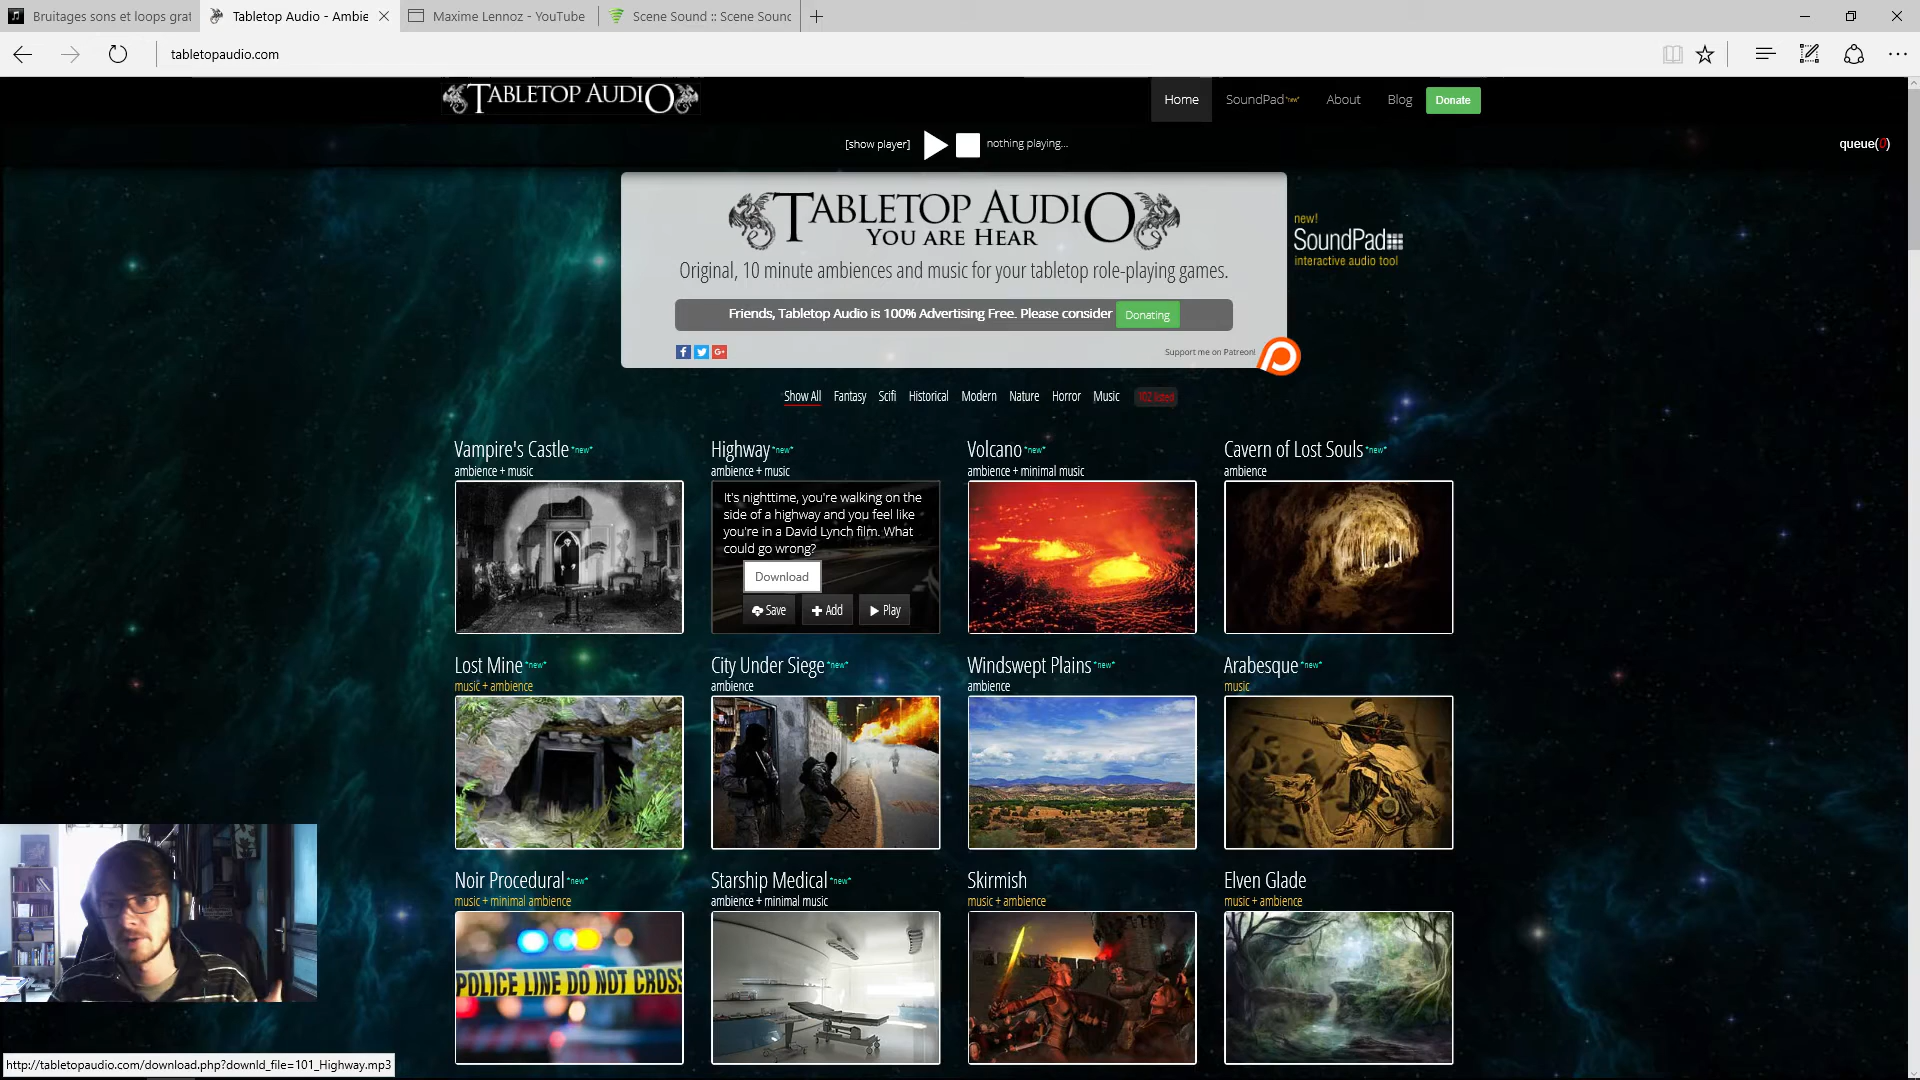 Bruitages sons et loops grat
Tabletop Audio - Ambie
Maxime Lennoz - YouTube
Scene Sound :: Scene Sound
tabletopaudio.com
TABLETOP AUDIO
Home
SoundPad*new*
About
Blog
Donate
[show player]
nothing playing...
queue(0)
TABLETOP AUDIO
YOU ARE HEAR
Original, 10 minute ambiences and music for your tabletop role-playing games.
Friends, Tabletop Audio is 100% Advertising Free. Please consider Donating
Support me on Patreon!
new!
SoundPad
interactive audio tool
Show All Fantasy Scifi Historical Modern Nature Horror Music 102 listed
Vampire's Castle *new*
ambience + music
Highway *new*
ambience + music
It's nighttime, you're walking on the
side of a highway and you feel like
you're in a David Lynch film. What
could go wrong?
Download
Save
Add
Play
Volcano *new*
ambience + minimal music
Cavern of Lost Souls *new*
ambience
Lost Mine *new*
music + ambience
City Under Siege *new*
ambience
Windswept Plains *new*
ambience
Arabesque *new*
music
Noir Procedural *new*
music + minimal ambience
POLICE LINE DO NOT CROSS
Starship Medical *new*
ambience + minimal music
Skirmish
music + ambience
Elven Glade
music + ambience
http://tabletopaudio.com/download.php?downld_file=101_Highway.mp3